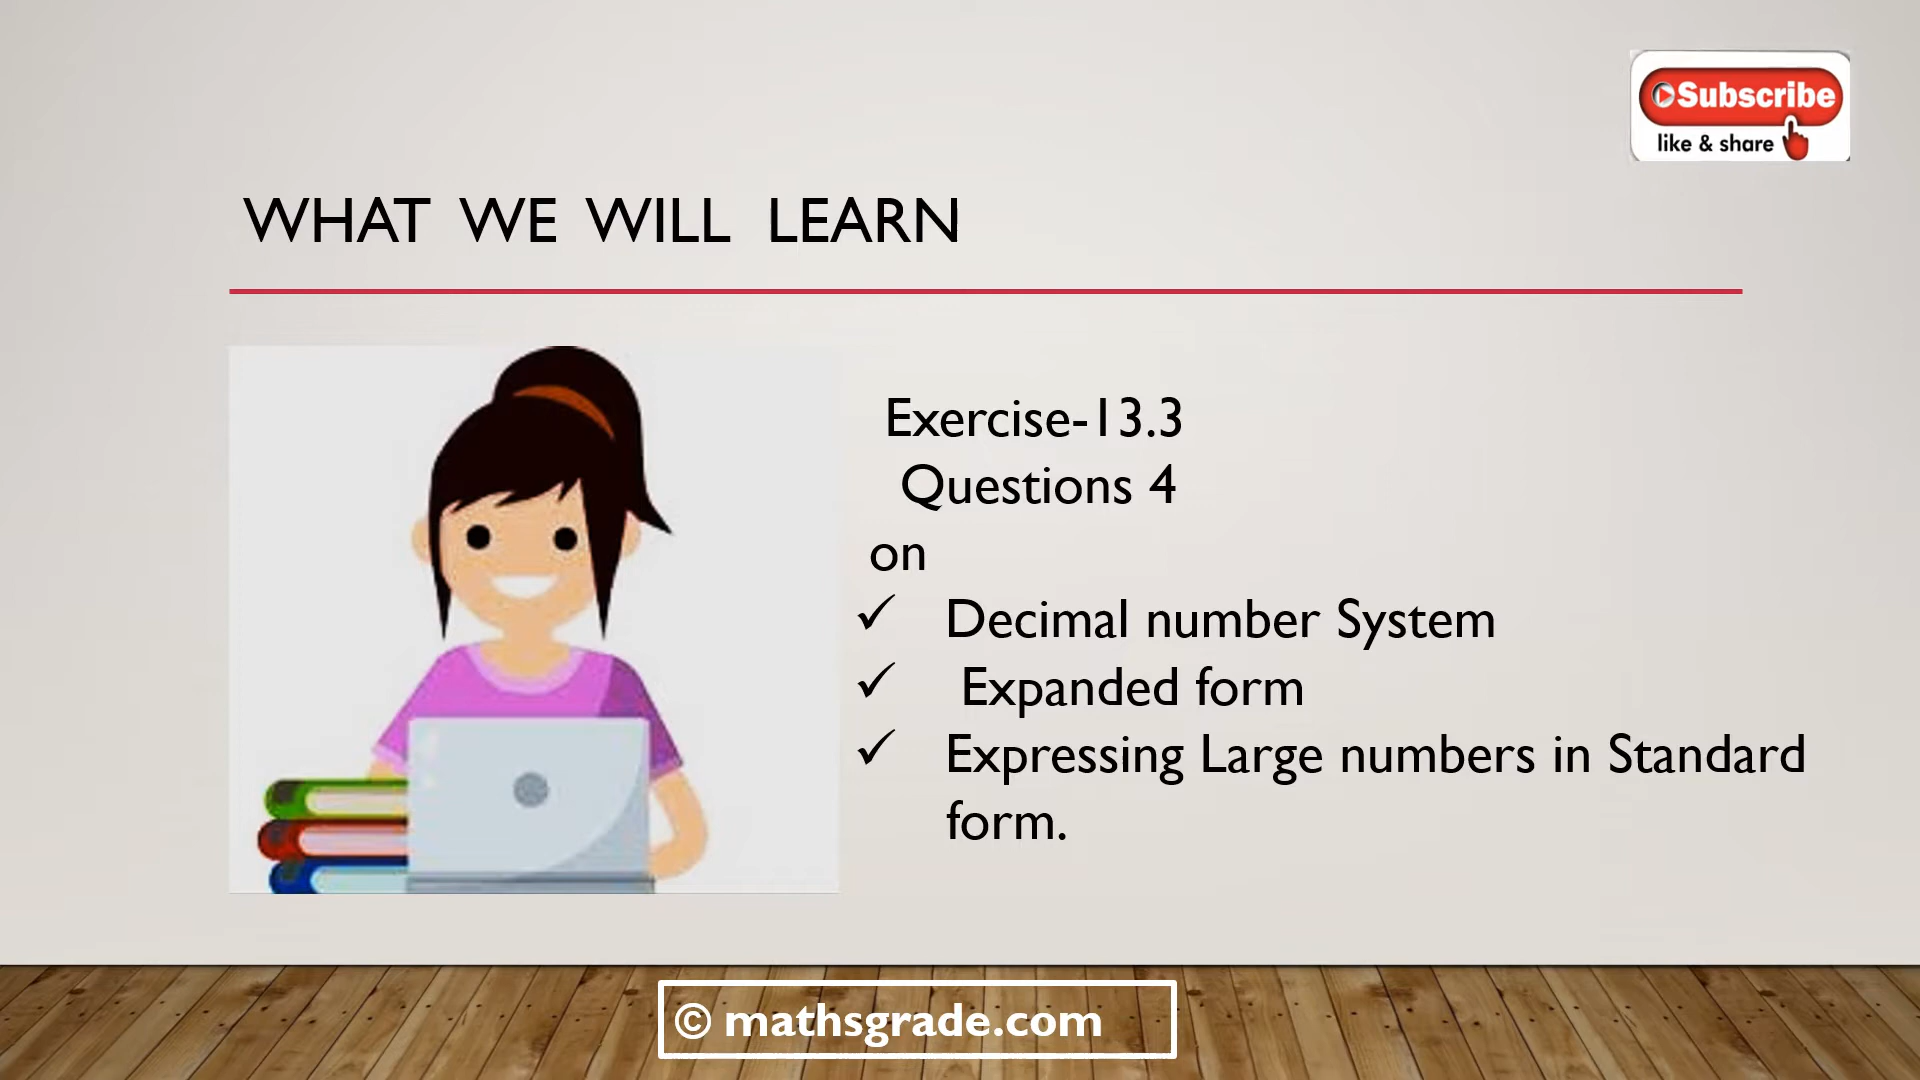 Subscribe
like & share
WHAT WE WILL LEARN
Exercise-13.3
Questions 4
on
✓ Decimal number System
✓ Expanded form
✓ Expressing Large numbers in Standard
form.
© mathsgrade.com